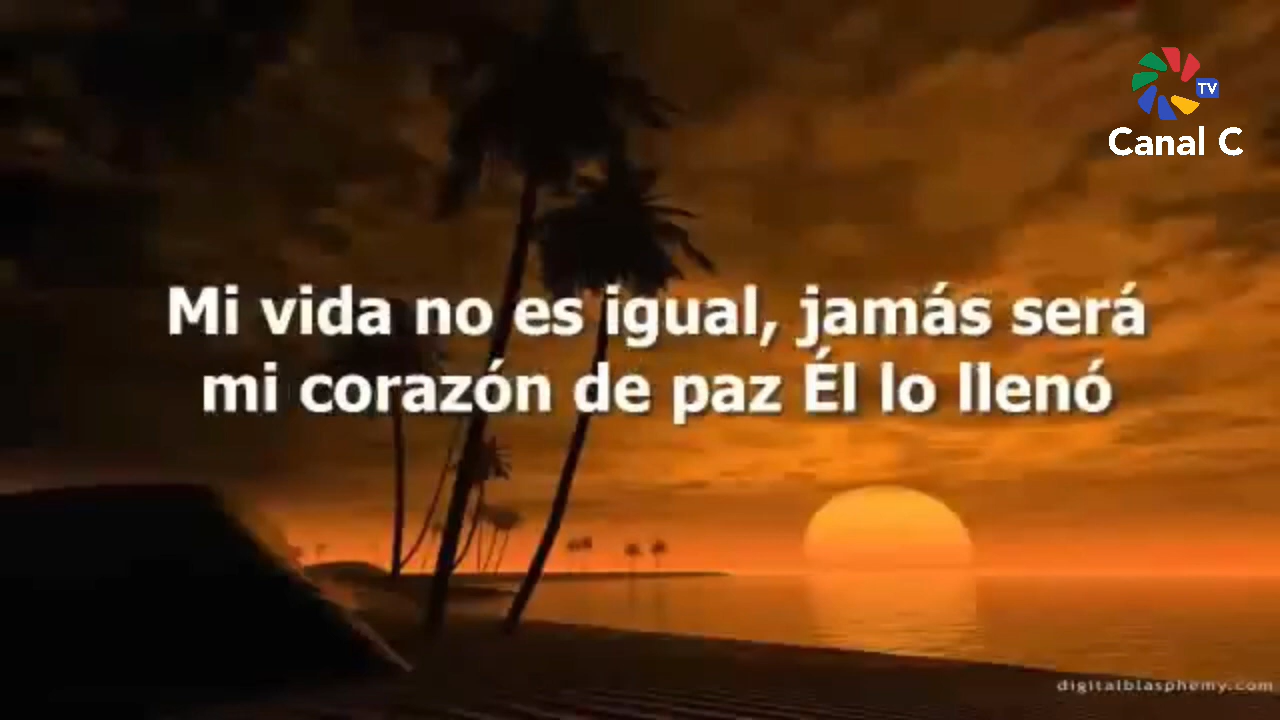 TV
Canal C
Mi vida no es igual, jamás será
mi corazón de paz Él lo llenó
digitalblasphemy.com